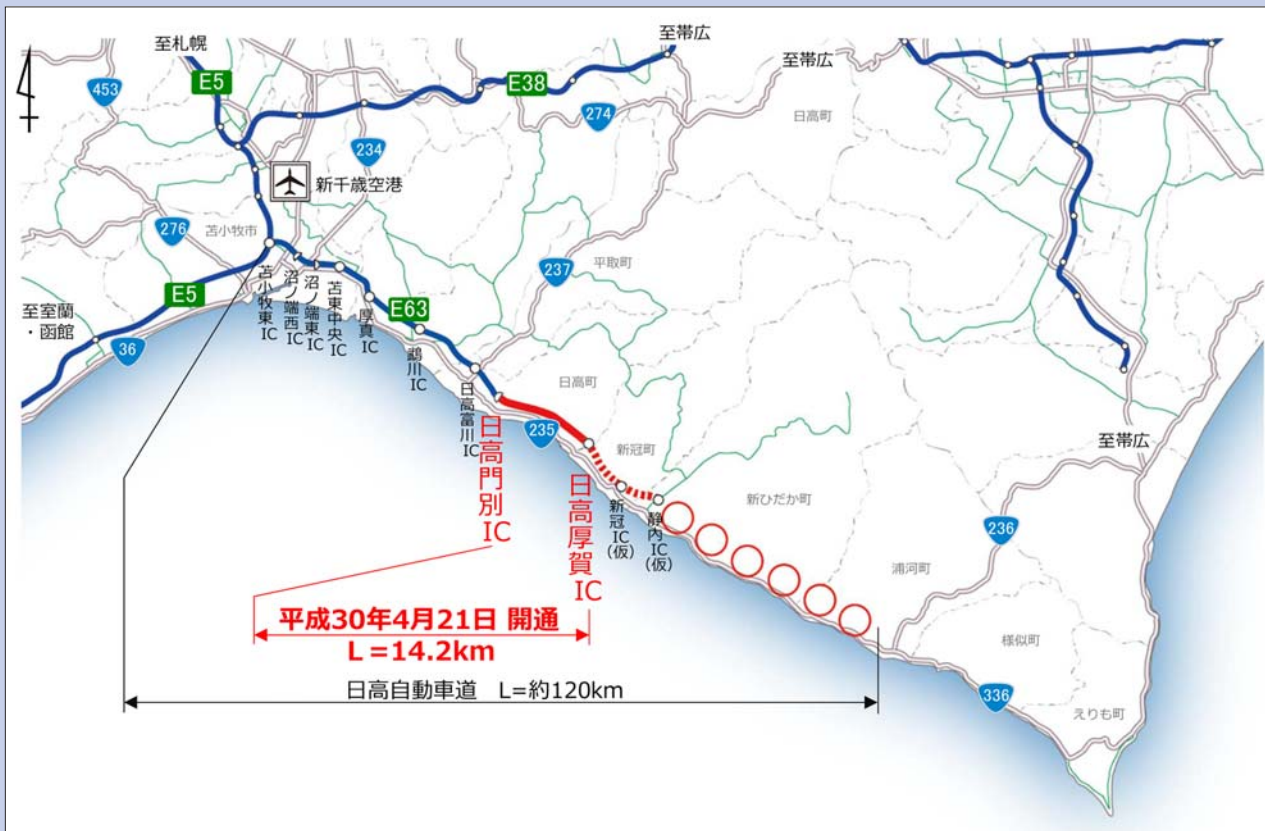 至札幌
E5
453
至帯広
E38
274
至帯広
日高町
234
新千歳空港
276
苫小牧市
237
平取町
E5
E63
至室蘭
・函館
36
苫小牧東IC
沼ノ端西IC
沼ノ端東IC
苫東中央IC
厚真IC
鵡川IC
日高富川IC
日高町
235
新冠町
至帯広
日高門別IC
日高厚賀IC
新冠IC(仮)
静内IC(仮)
新ひだか町
236
浦河町
様似町
336
えりも町
平成30年4月21日 開通
L=14.2km
日高自動車道 L=約120km